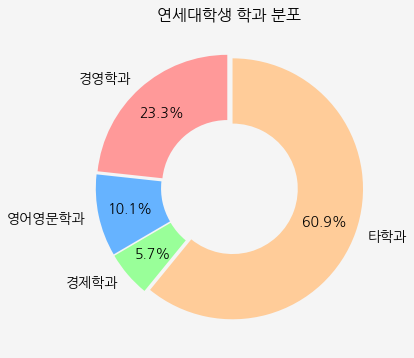 연세대학생 학과 분포
경영학과
23.3%
영어영문학과
10.1%
경제학과
5.7%
60.9%
타학과